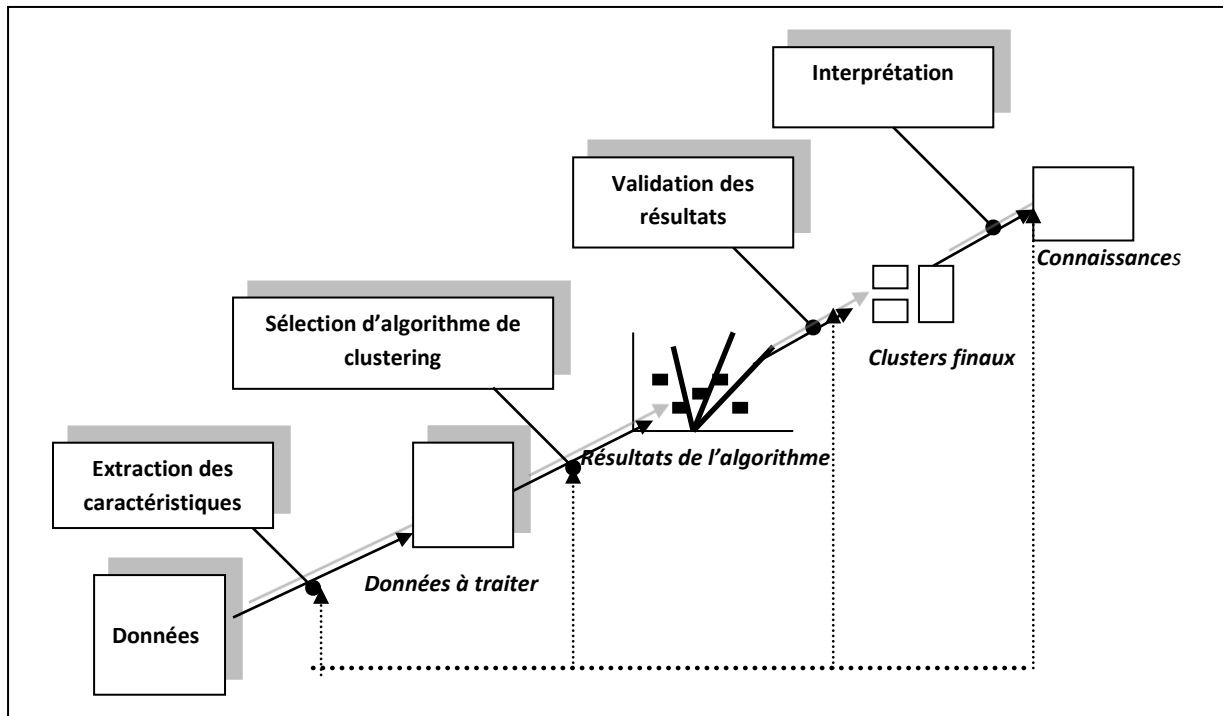 Interprétation
Validation des
résultats
Connaissances
Sélection d’algorithme de
clustering
Clusters finaux
Extraction des
caractéristiques
Résultats de l’algorithme
Données à traiter
Données